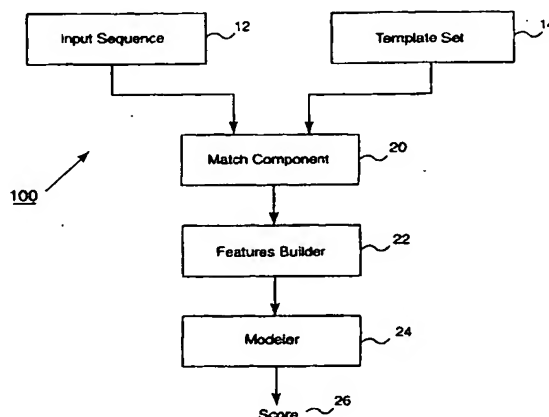 Input Sequence
12
Template Set
14
Match Component
20
100
Features Builder
22
Modeler
24
Score
26